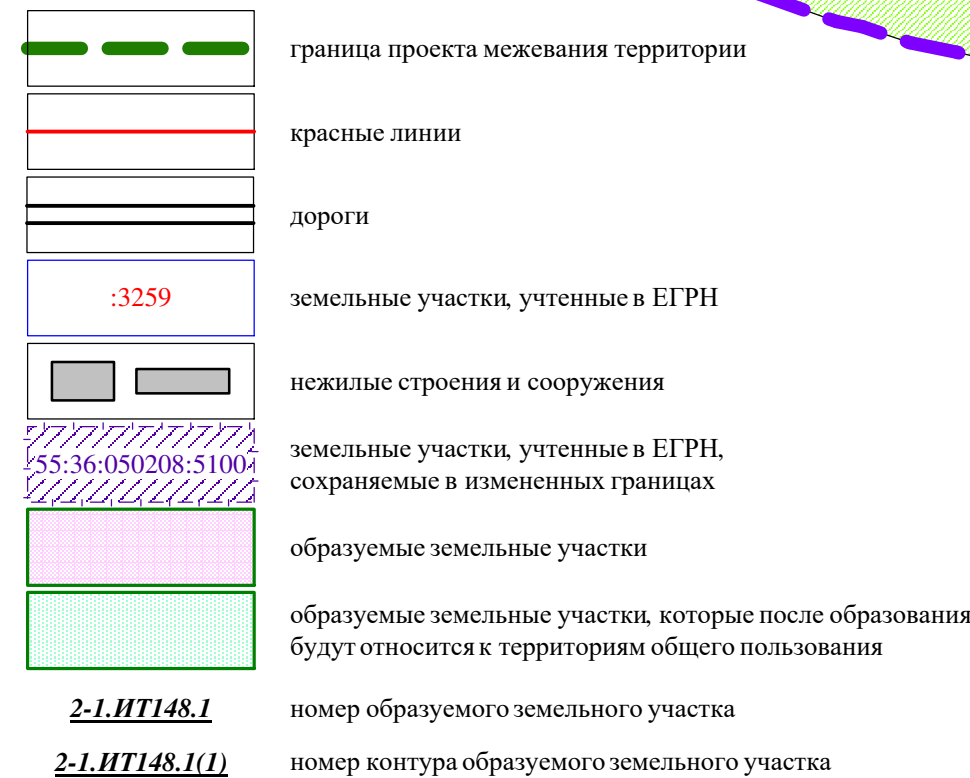 граница проекта межевания территории
красные линии
дороги
:3259
земельные участки, учтенные в ЕГРН
нежилые строения и сооружения
55:36:050208:5100
земельные участки, учтенные в ЕГРН,
сохраняемые в измененных границах
образуемые земельные участки
образуемые земельные участки, которые после образования
будут относится к территориям общего пользования
2-1.ИТ148.1
номер образуемого земельного участка
2-1.ИТ148.1(1)
номер контура образуемого земельного участка